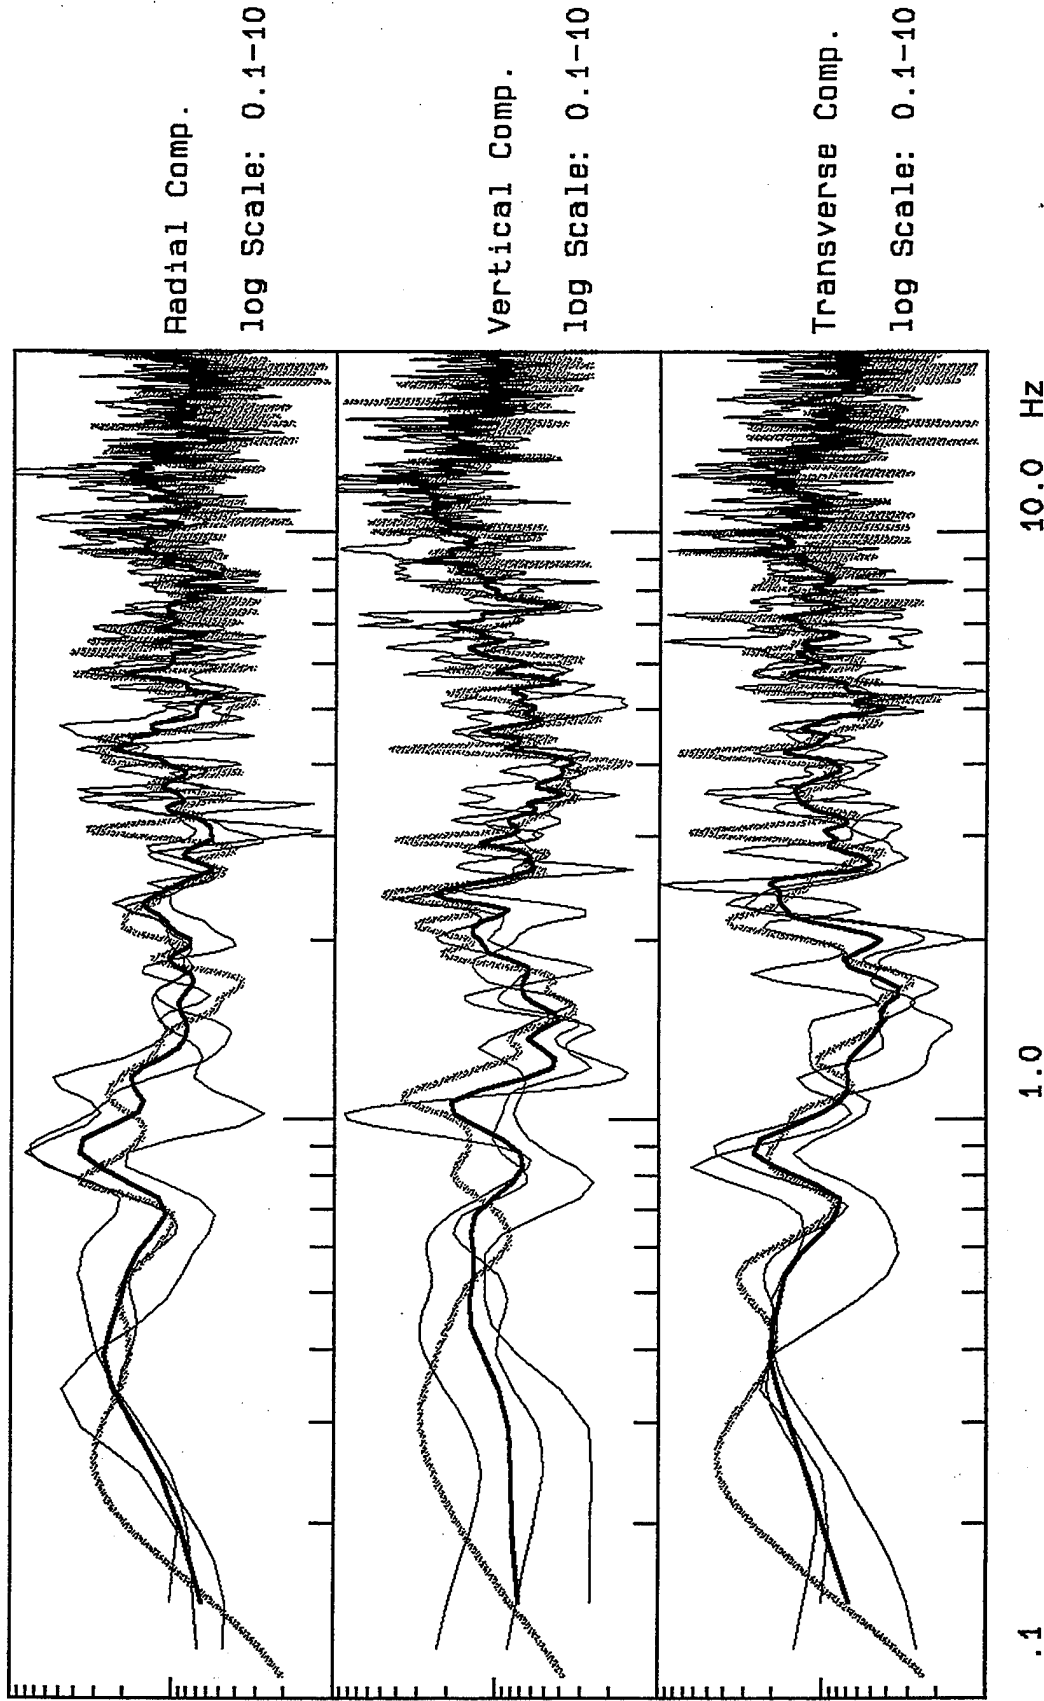 Radial Comp.
log Scale: 0.1-10
Vertical Comp.
log Scale: 0.1-10
Transverse Comp.
log Scale: 0.1-10
.1
1.0
10.0 Hz